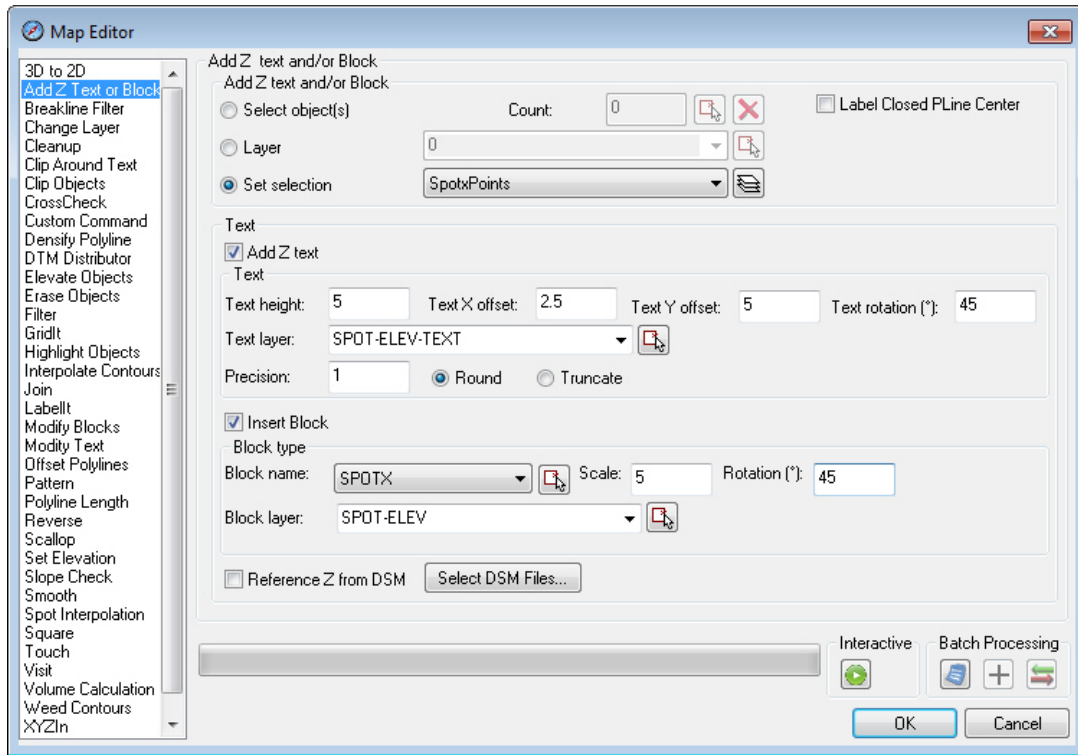 Map Editor
3D to 2D
Add Z Text or Block
Breakline Filter
Change Layer
Cleanup
Clip Around Text
Clip Objects
CrossCheck
Custom Command
Densify Polyline
DTM Distributor
Elevate Objects
Erase Objects
Filter
GridIt
Highlight Objects
Interpolate Contours
Join
LabelIt
Modify Blocks
Modity Text
Offset Polylines
Pattern
Polyline Length
Reverse
Scallop
Set Elevation
Slope Check
Smooth
Spot Interpolation
Square
Touch
Visit
Volume Calculation
Weed Contours
XYZIn
Add Z text and/or Block
Add Z text and/or Block
Select object(s) Count: 0 Label Closed PLine Center
Layer 0
Set selection SpotxPoints
Text
Add Z text
Text
Text height: 5 Text X offset: 2.5 Text Y offset: 5 Text rotation (°): 45
Text layer: SPOT-ELEV-TEXT
Precision: 1 Round Truncate
Insert Block
Block type
Block name: SPOTX Scale: 5 Rotation (°): 45
Block layer: SPOT-ELEV
Reference Z from DSM Select DSM Files...
Interactive Batch Processing
OK Cancel